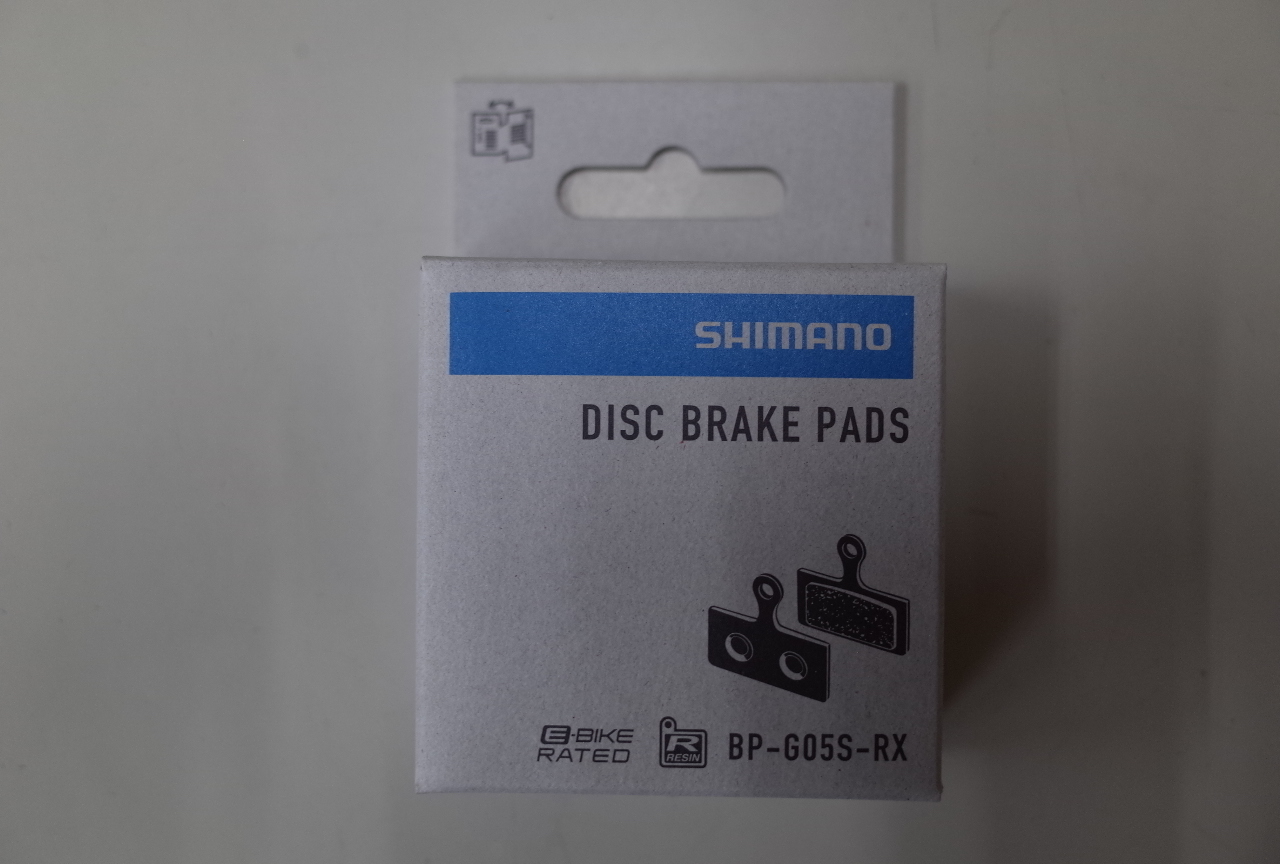 SHIMANO
DISC BRAKE PADS
E-BIKE
RATED
R
RESIN
BP-G05S-RX